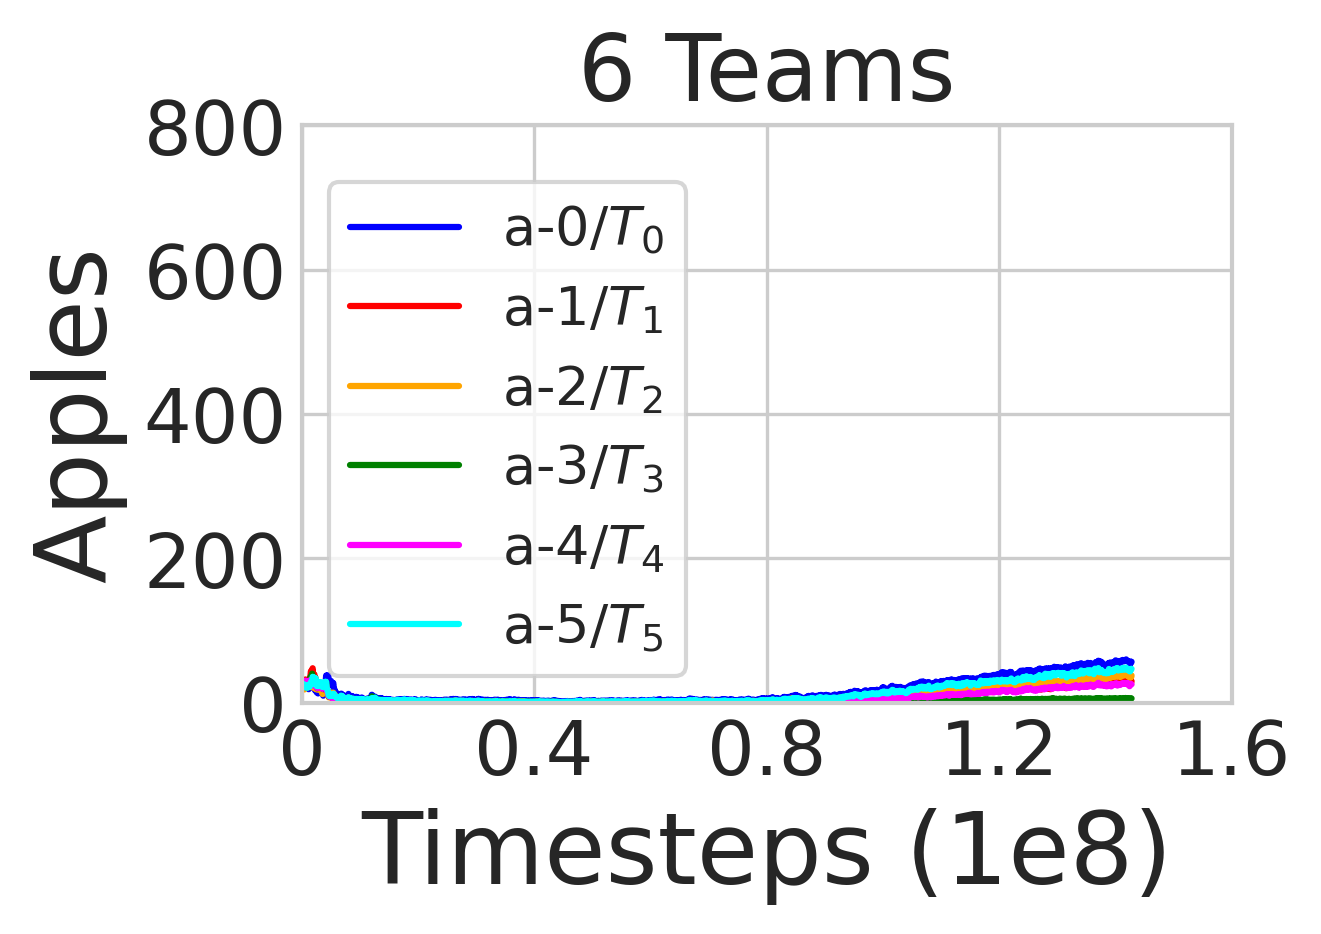 6 Teams
800
600
400
200
0
Apples
a-0/T₀
a-1/T₁
a-2/T₂
a-3/T₃
a-4/T₄
a-5/T₅
0 0.4 0.8 1.2 1.6
Timesteps (1e8)